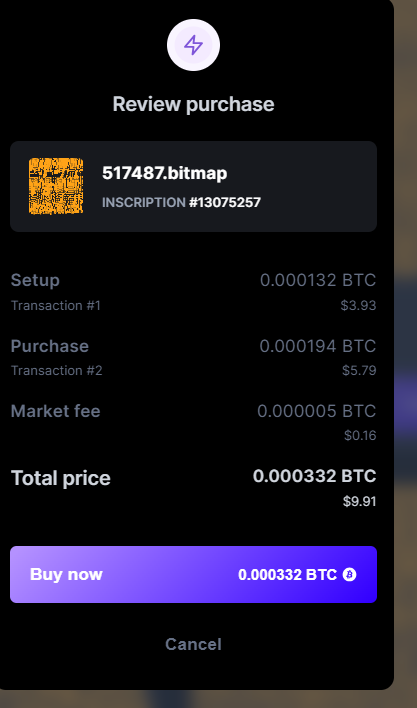 Review purchase
517487.bitmap
INSCRIPTION #13075257
Setup 0.000132 BTC
Transaction #1 $3.93
Purchase 0.000194 BTC
Transaction #2 $5.79
Market fee 0.000005 BTC
$0.16
Total price 0.000332 BTC
$9.91
Buy now 0.000332 BTC
Cancel